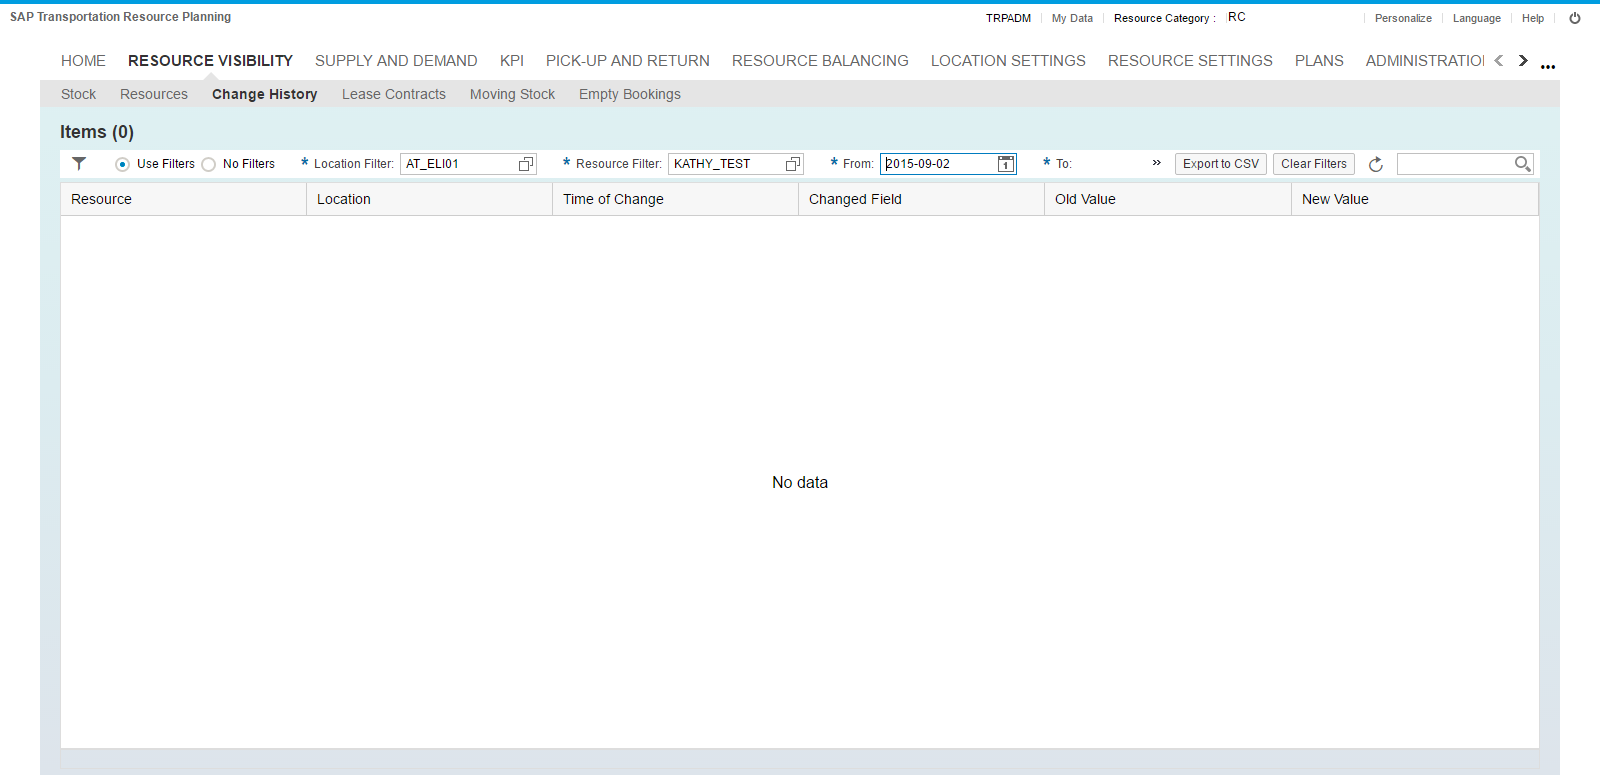 SAP Transportation Resource Planning
TRPADM My Data Resource Category : RC Personalize Language Help
HOME RESOURCE VISIBILITY SUPPLY AND DEMAND KPI PICK-UP AND RETURN RESOURCE BALANCING LOCATION SETTINGS RESOURCE SETTINGS PLANS ADMINISTRATIO < > •••
Stock Resources Change History Lease Contracts Moving Stock Empty Bookings
Items (0)
Use Filters No Filters * Location Filter: AT_ELI01 * Resource Filter: KATHY_TEST * From: 2015-09-02 1 * To: » Export to CSV Clear Filters
Resource Location Time of Change Changed Field Old Value New Value
No data